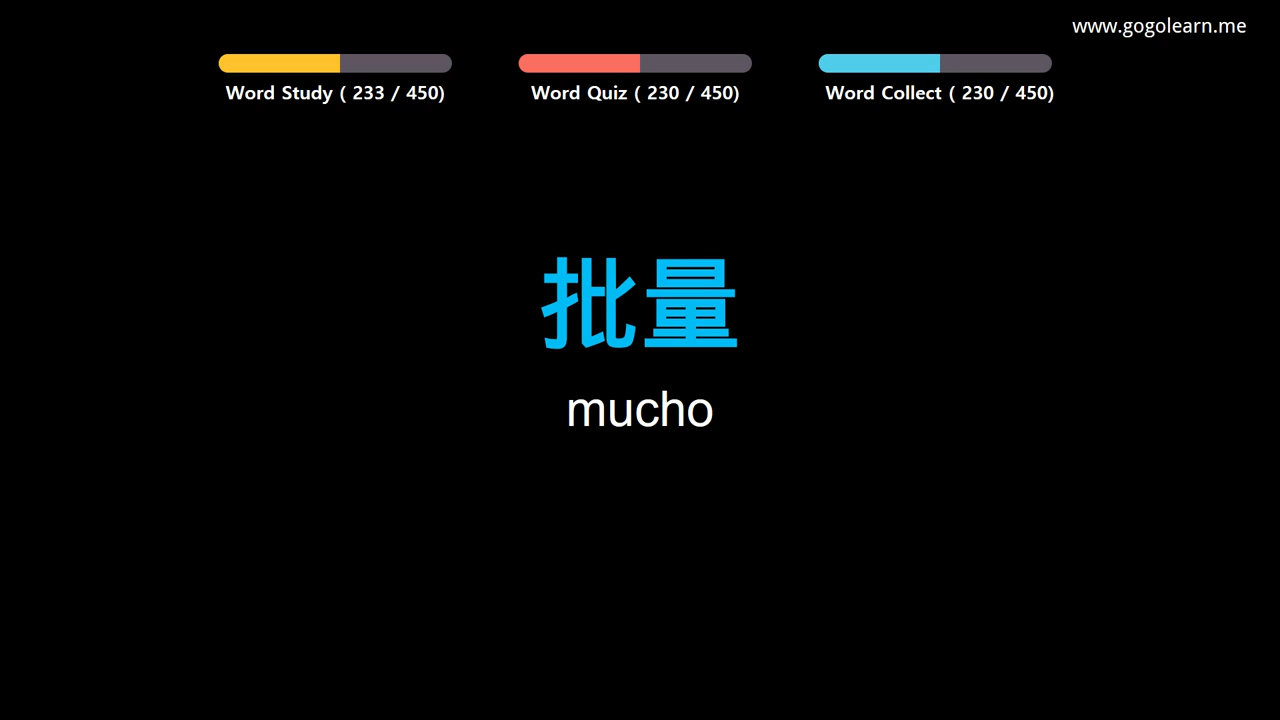 www.gogolearn.me
Word Study ( 233 / 450)
Word Quiz ( 230 / 450)
Word Collect ( 230 / 450)
批量
mucho